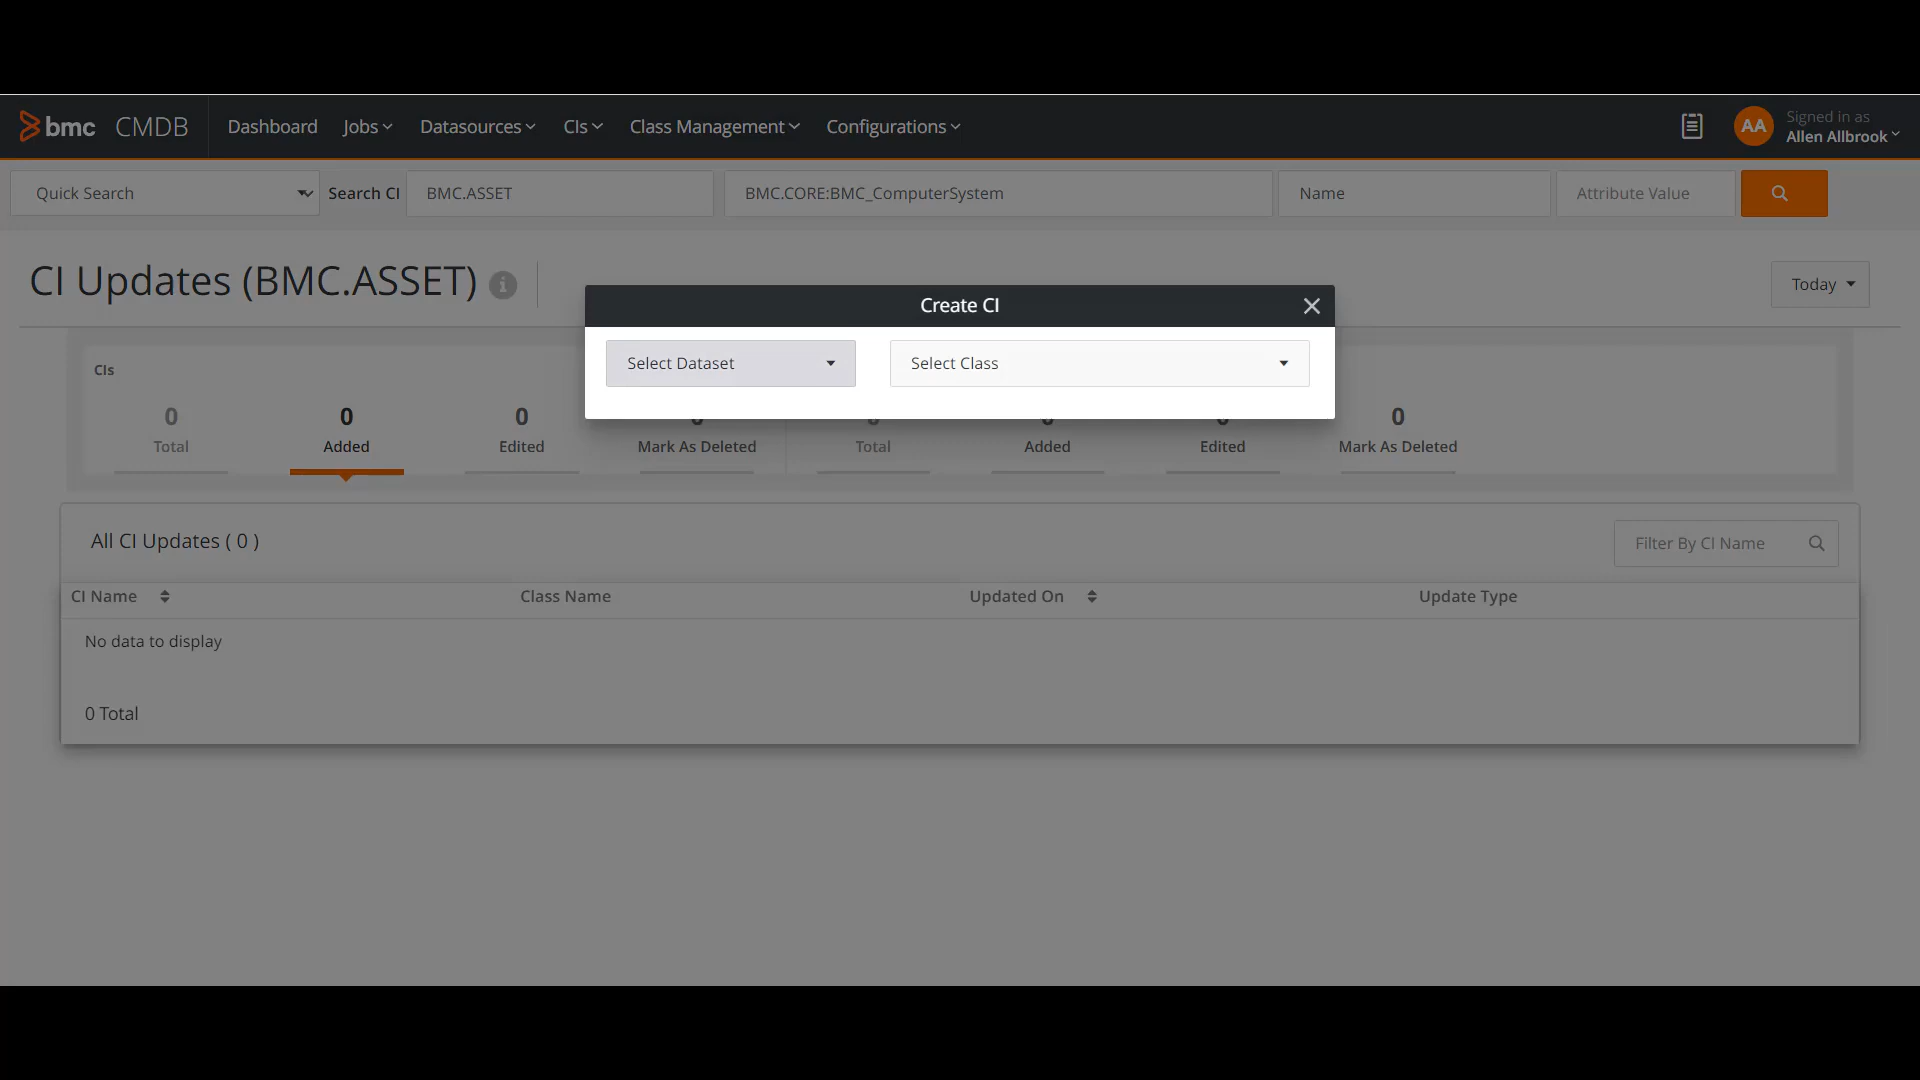 bmc CMDB Dashboard Jobs Datasources CIs Class Management Configurations AA Signed in as
Allen Allbrook
Quick Search Search CI BMC.ASSET BMC.CORE:BMC_ComputerSystem Name Attribute Value
CI Updates (BMC.ASSET) i Today
Create CI
Select Dataset Select Class
CIs
0 0 0 0 0 0 0 0
Total Added Edited Mark As Deleted Total Added Edited Mark As Deleted
All CI Updates ( 0 ) Filter By CI Name
CI Name Class Name Updated On Update Type
No data to display
0 Total